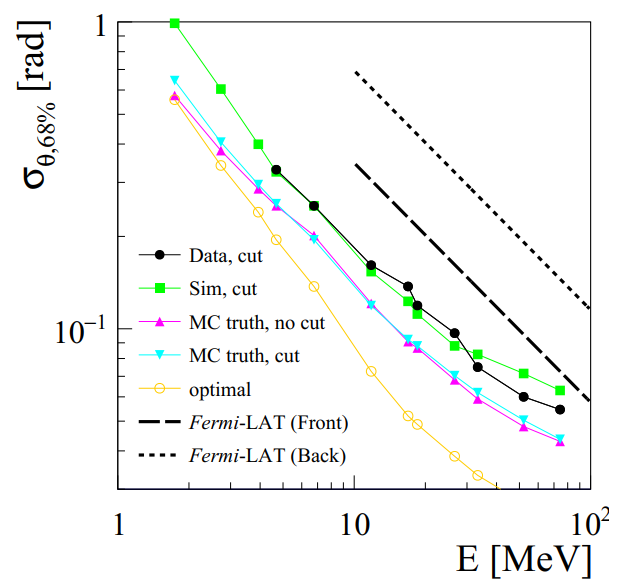 1
σθ,68% [rad]
Data, cut
Sim, cut
MC truth, no cut
MC truth, cut
optimal
Fermi-LAT (Front)
Fermi-LAT (Back)
10⁻¹
1
10
10²
E [MeV]